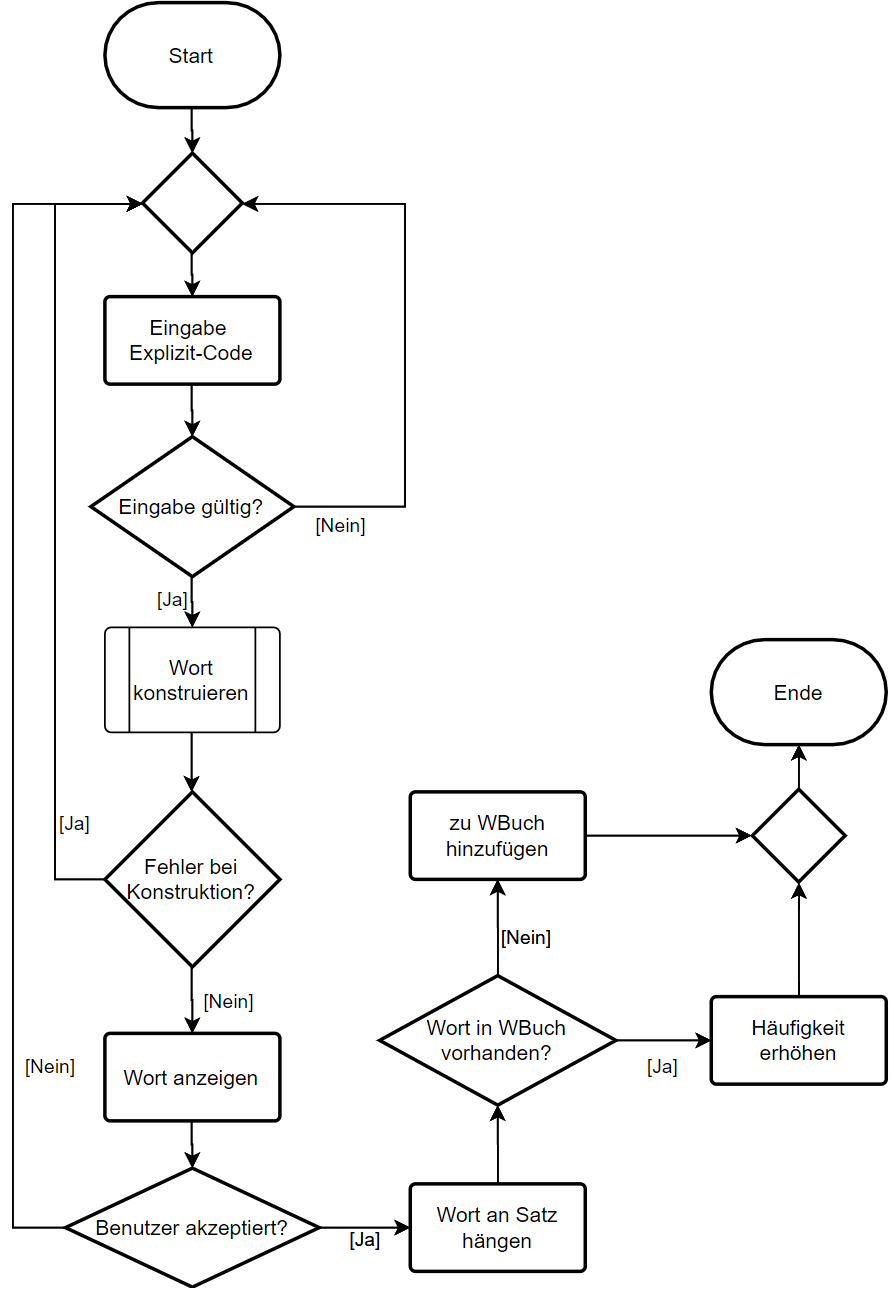 Start
Eingabe
Explizit-Code
Eingabe gültig?
[Nein]
[Ja]
Wort
konstruieren
[Ja]
Fehler bei
Konstruktion?
[Nein]
Wort anzeigen
[Nein]
Benutzer akzeptiert?
[Ja]
Wort an Satz
hängen
Wort in WBuch
vorhanden?
[Nein]
zu WBuch
hinzufügen
[Ja]
Häufigkeit
erhöhen
Ende